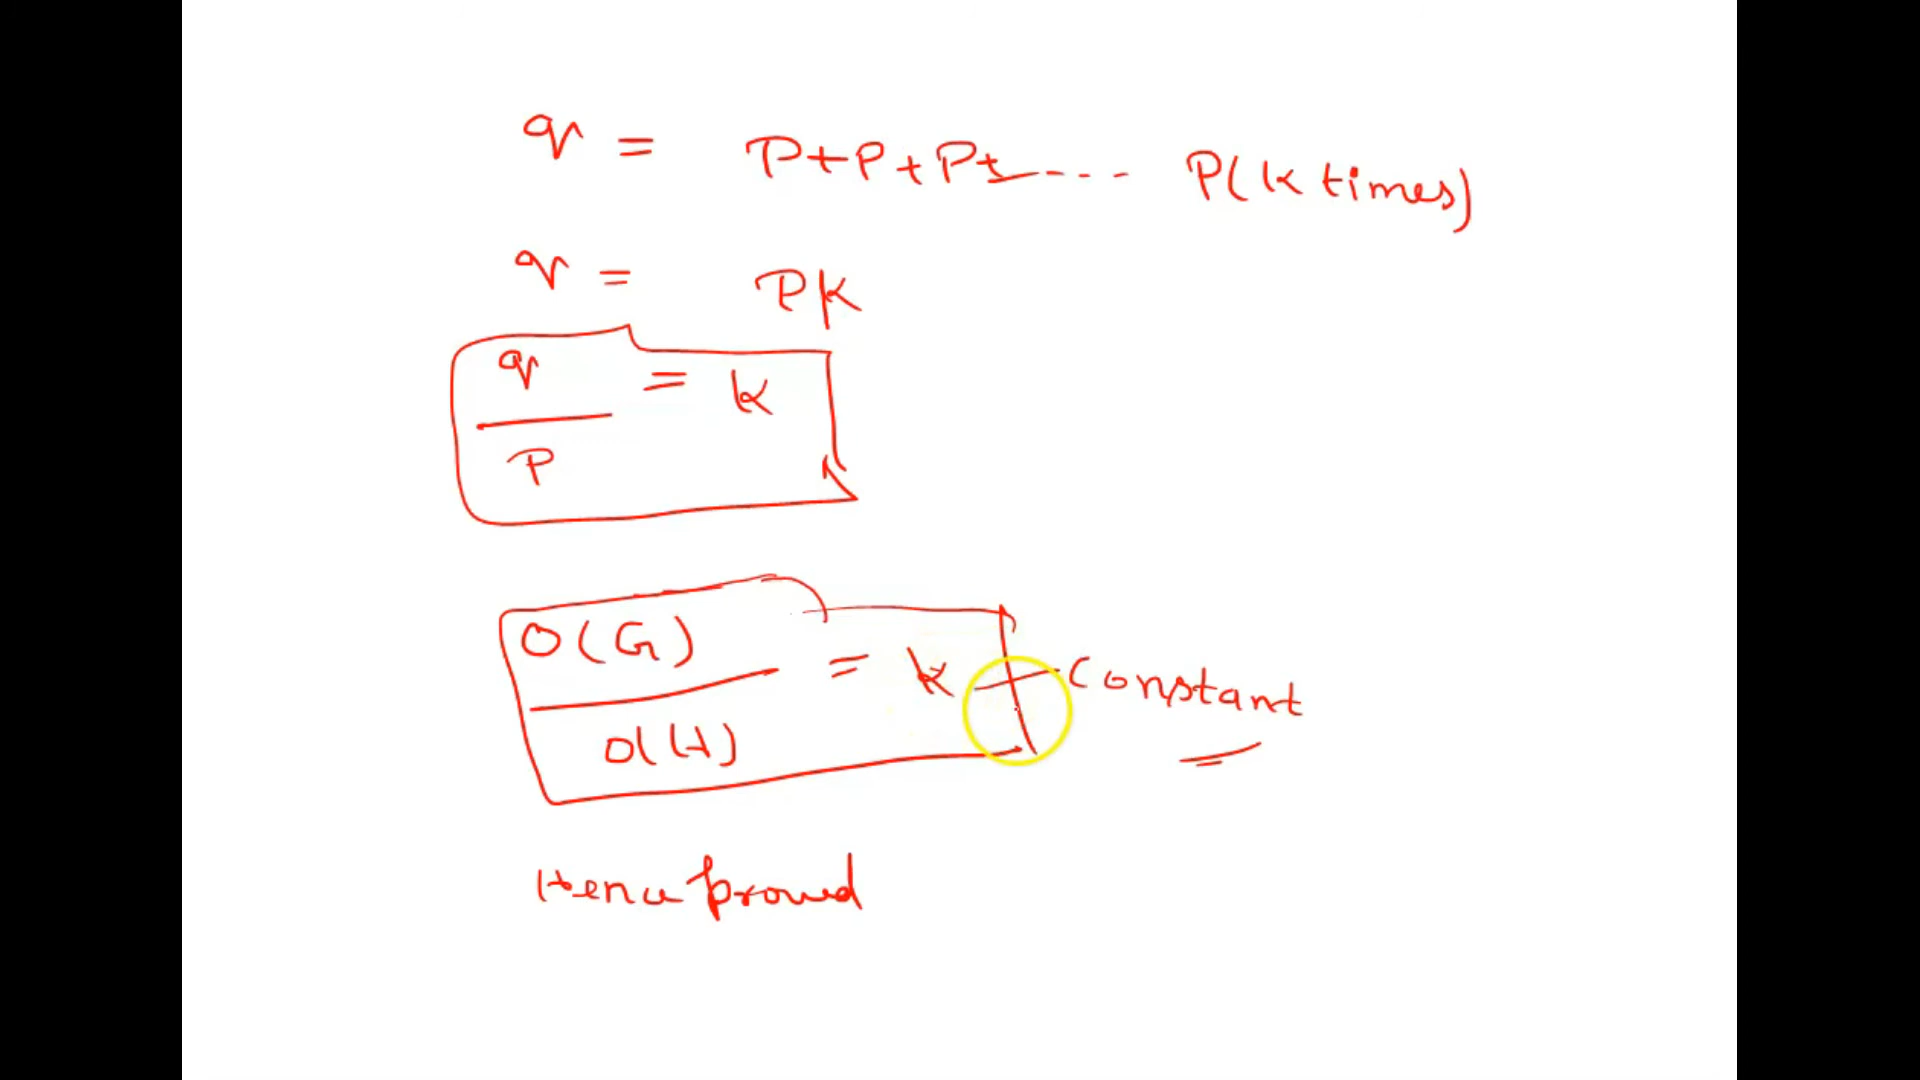 q = P+P+P+---- P(k times)
q = Pk
q/P = k
O(G)/O(H) = k - Constant
Hence proved